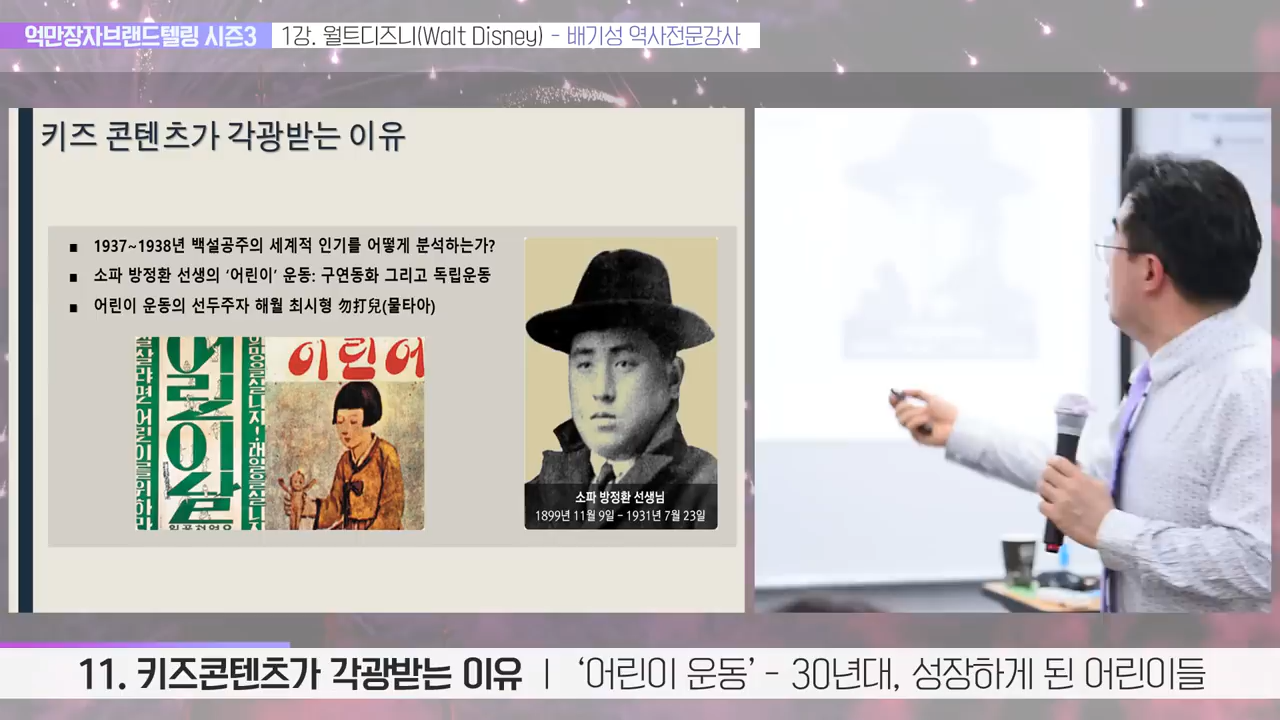 억만장자브랜드텔링 시즌3 1강. 월트디즈니(Walt Disney) - 배기성 역사전문강사
키즈 콘텐츠가 각광받는 이유
■ 1937~1938년 백설공주의 세계적 인기를 어떻게 분석하는가?
■ 소파 방정환 선생의 ‘어린이’ 운동: 구연동화 그리고 독립운동
■ 어린이 운동의 선두주자 해월 최시형 勿打兒(물타아)
어린이날
이린어
소파 방정환 선생님
1899년 11월 9일 – 1931년 7월 23일
11. 키즈콘텐츠가 각광받는 이유 | ‘어린이 운동’ - 30년대, 성장하게 된 어린이들